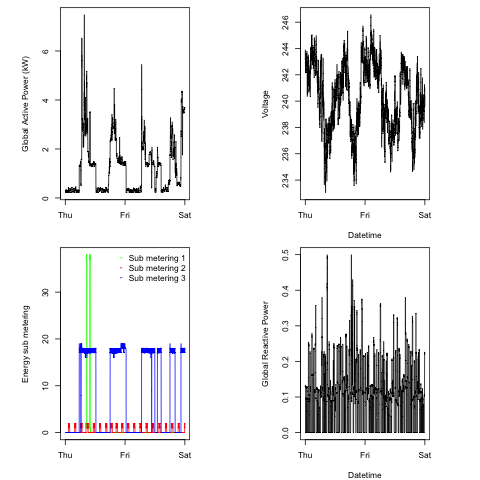 Global Active Power (kW)
0
2
4
6
Thu
Fri
Sat
Voltage
234
236
238
240
242
244
246
Thu
Fri
Sat
Datetime
Energy sub metering
0
10
20
30
Sub metering 1
Sub metering 2
Sub metering 3
Thu
Fri
Sat
Global Reactive Power
0.0
0.1
0.2
0.3
0.4
0.5
Thu
Fri
Sat
Datetime